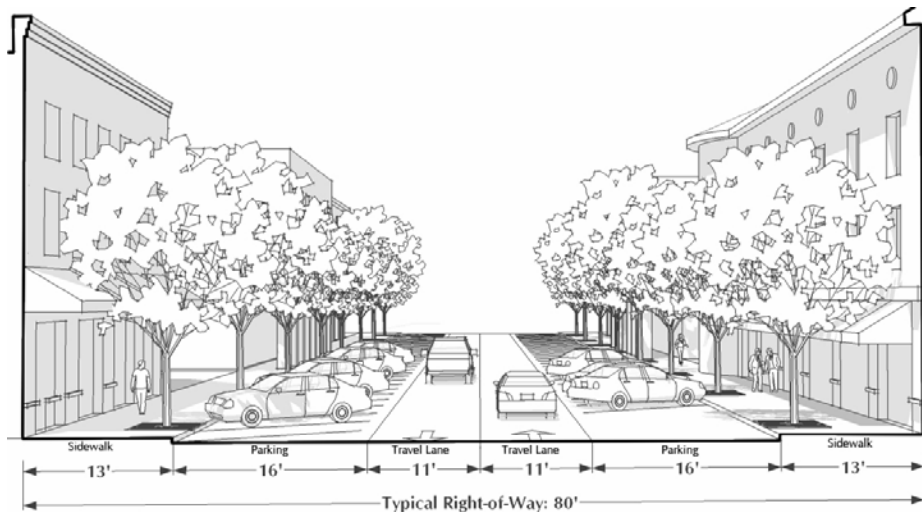 Sidewalk Parking Travel Lane Travel Lane Parking Sidewalk
13' 16' 11' 11' 16' 13'
Typical Right-of-Way: 80'